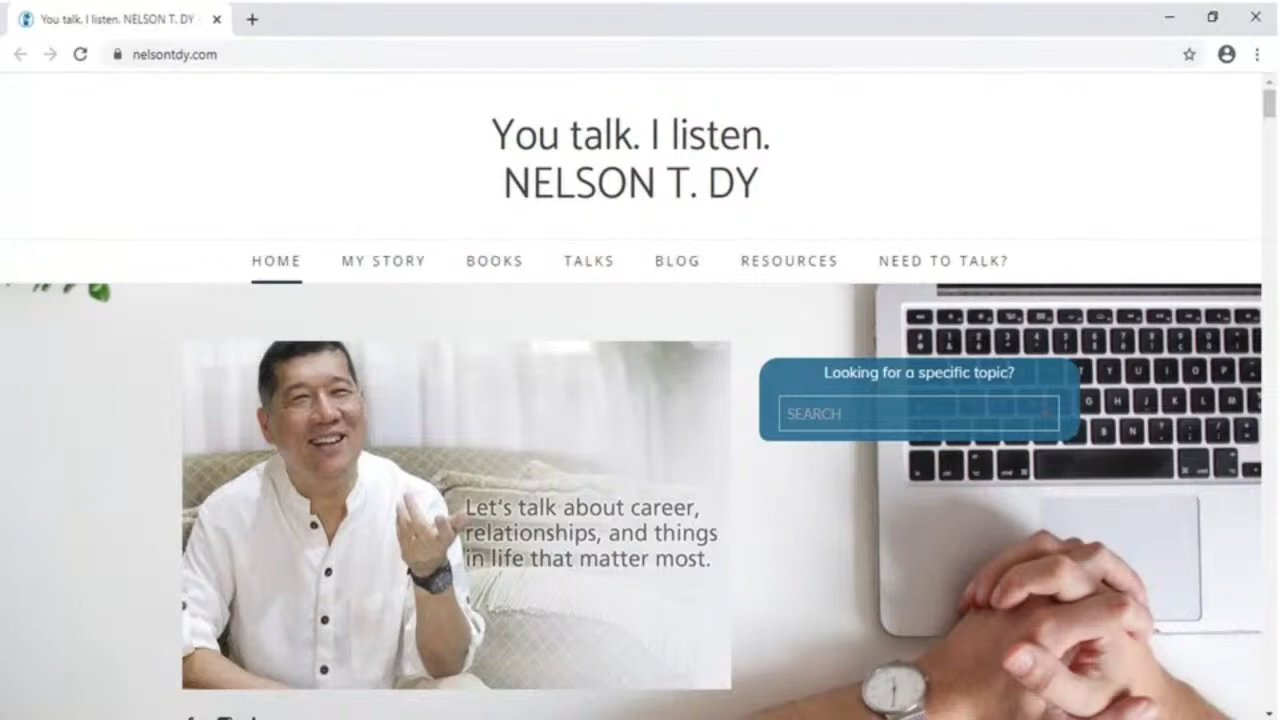 You talk. I listen. NELSON T. DY
nelsontdy.com
You talk. I listen.
NELSON T. DY
HOME MY STORY BOOKS TALKS BLOG RESOURCES NEED TO TALK?
Looking for a specific topic?
SEARCH
Let's talk about career,
relationships, and things
in life that matter most.